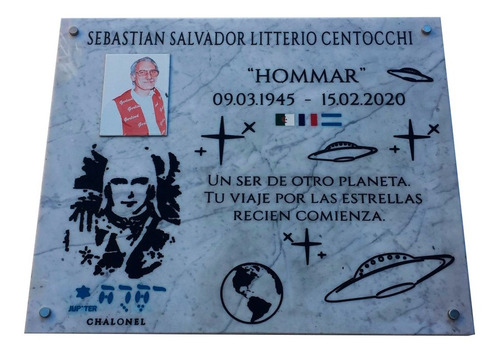 SEBASTIAN SALVADOR LITTERIO CENTOCCHI
"HOMMAR"
09.03.1945 - 15.02.2020
UN SER DE OTRO PLANETA.
TU VIAJE POR LAS ESTRELLAS
RECIEN COMIENZA.
JUPITER
CHALONEL